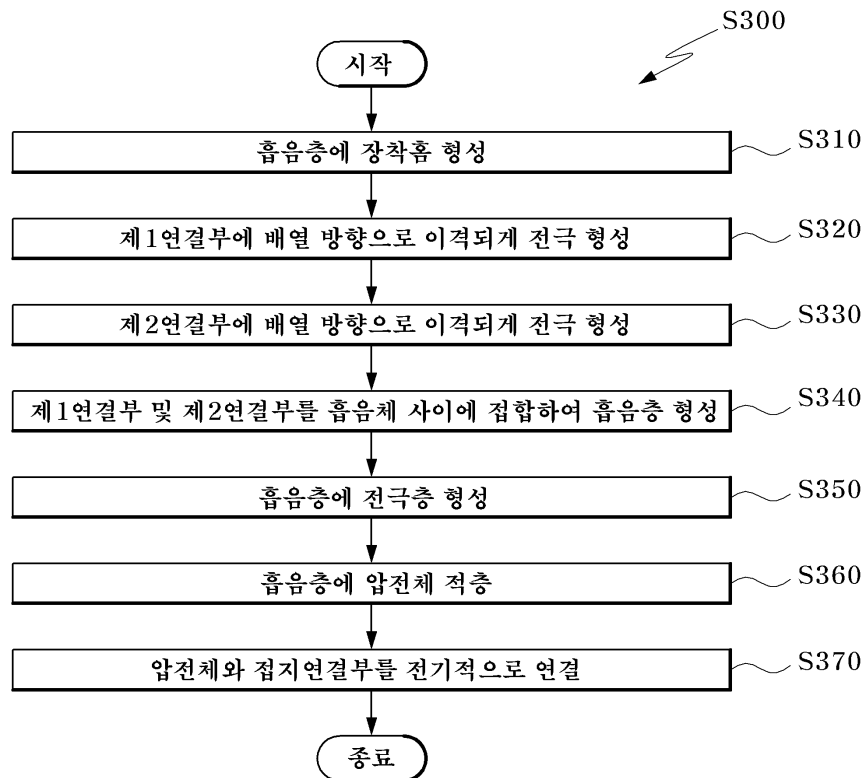 S300
시작
흡음층에 장착홈 형성
S310
제1연결부에 배열 방향으로 이격되게 전극 형성
S320
제2연결부에 배열 방향으로 이격되게 전극 형성
S330
제1연결부 및 제2연결부를 흡음체 사이에 접합하여 흡음층 형성
S340
흡음층에 전극층 형성
S350
흡음층에 압전체 적층
S360
압전체와 접지연결부를 전기적으로 연결
S370
종료